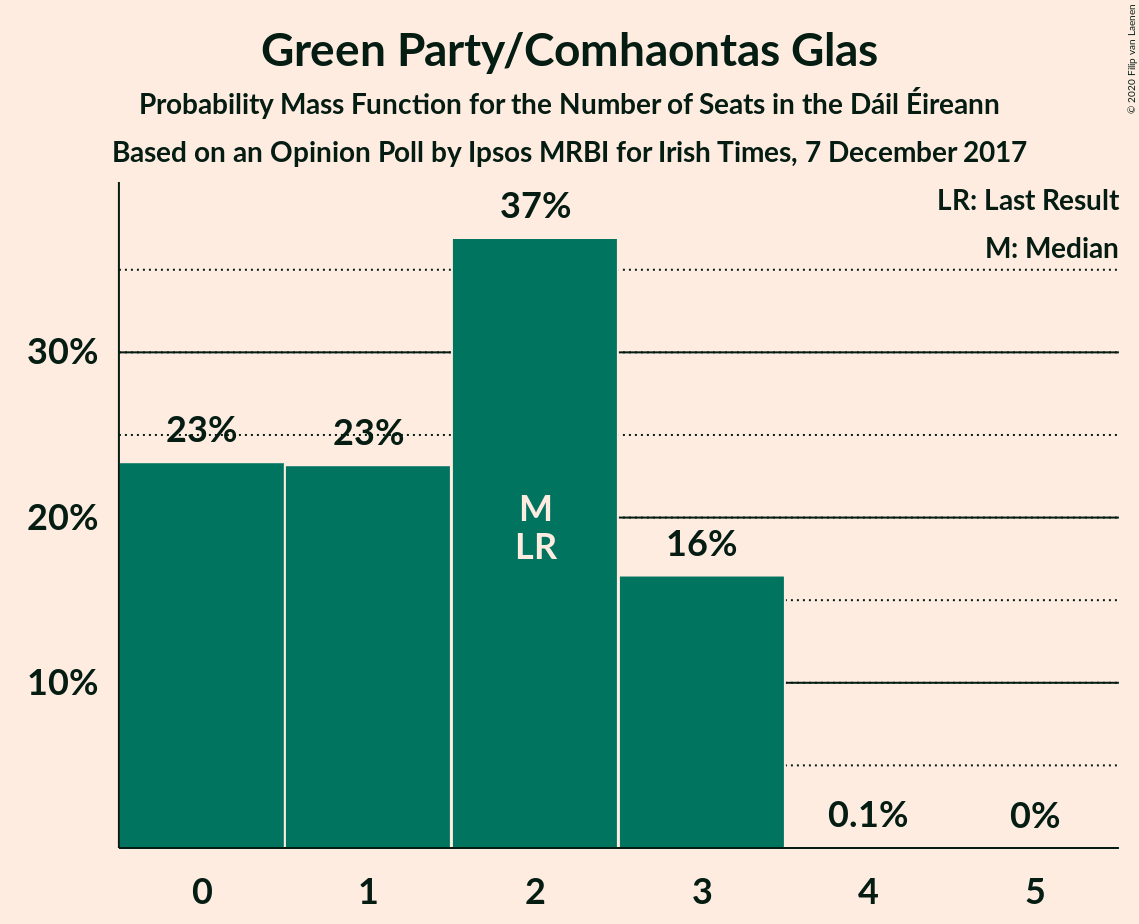 Green Party/Comhaontas Glas
Probability Mass Function for the Number of Seats in the Dáil Éireann
Based on an Opinion Poll by Ipsos MRBI for Irish Times, 7 December 2017
© 2020 Filip van Laenen
LR: Last Result
M: Median
37%
30%
23%
23%
20%
M
LR
16%
10%
0.1%
0%
0
1
2
3
4
5